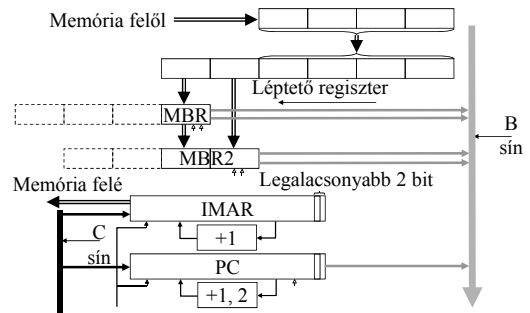 Memória felől
Léptető regiszter
MBR
B
sín
MBR2
Legalacsonyabb 2 bit
Memória felé
IMAR
C
sín
+1
PC
+1, 2